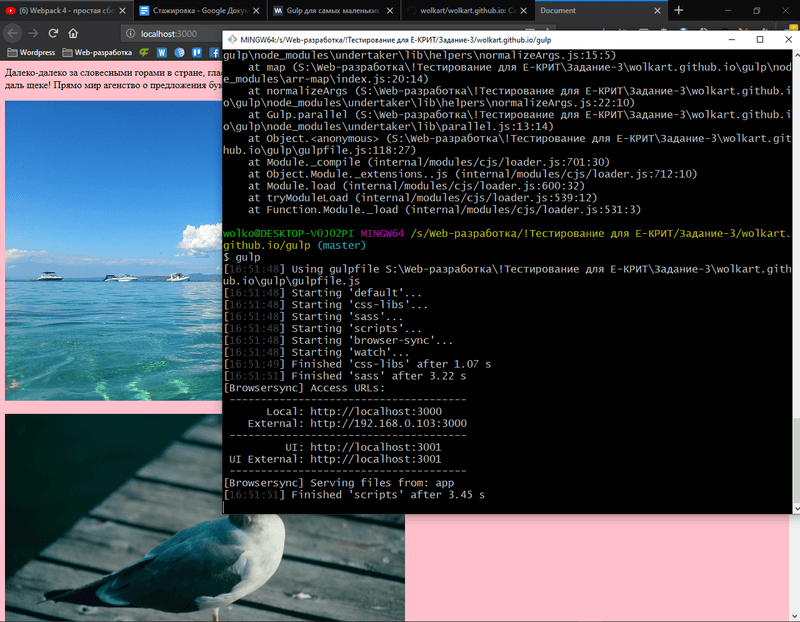 (6) Webpack 4 - простая сб
Стажировка - Google Док
Gulp для самых маленьки
wolkart/wolkart.github.io: С
Document
localhost:3000
Wordpress
Web-разработка
Далеко-далеко за словесными горами в стране, глас
даль щеке! Прямо мир агенство о предложения бук
MINGW64:/s/Web-разработка/!Тестирование для Е-КРИТ/Задание-3/wolkart.github.io/gulp
gulp\node_modules\undertaker\lib\helpers\normalizeArgs.js:15:5)
at map (S:\Web-разработка\!Тестирование для Е-КРИТ\Задание-3\wolkart.github.io\gulp\nod
e_modules\arr-map\index.js:20:14)
at normalizeArgs (S:\Web-разработка\!Тестирование для Е-КРИТ\Задание-3\wolkart.github.i
o\gulp\node_modules\undertaker\lib\helpers\normalizeArgs.js:22:10)
at Gulp.parallel (S:\Web-разработка\!Тестирование для Е-КРИТ\Задание-3\wolkart.github.i
o\gulp\node_modules\undertaker\lib\parallel.js:13:14)
at Object.<anonymous> (S:\Web-разработка\!Тестирование для Е-КРИТ\Задание-3\wolkart.git
hub.io\gulp\gulpfile.js:118:27)
at Module._compile (internal/modules/cjs/loader.js:701:30)
at Object.Module._extensions..js (internal/modules/cjs/loader.js:712:10)
at Module.load (internal/modules/cjs/loader.js:600:32)
at tryModuleLoad (internal/modules/cjs/loader.js:539:12)
at Function.Module._load (internal/modules/cjs/loader.js:531:3)
wolko@DESKTOP-V0JO2PI MINGW64 /s/Web-разработка/!Тестирование для Е-КРИТ/Задание-3/wolkart.
github.io/gulp (master)
$ gulp
[16:51:48] Using gulpfile S:\Web-разработка\!Тестирование для Е-КРИТ\Задание-3\wolkart.gith
ub.io\gulp\gulpfile.js
[16:51:48] Starting 'default'...
[16:51:48] Starting 'css-libs'...
[16:51:48] Starting 'sass'...
[16:51:48] Starting 'scripts'...
[16:51:48] Starting 'browser-sync'...
[16:51:48] Starting 'watch'...
[16:51:49] Finished 'css-libs' after 1.07 s
[16:51:51] Finished 'sass' after 3.22 s
[Browsersync] Access URLs:
--------------------------------------
Local: http://localhost:3000
External: http://192.168.0.103:3000
--------------------------------------
UI: http://localhost:3001
UI External: http://localhost:3001
--------------------------------------
[Browsersync] Serving files from: app
[16:51:51] Finished 'scripts' after 3.45 s